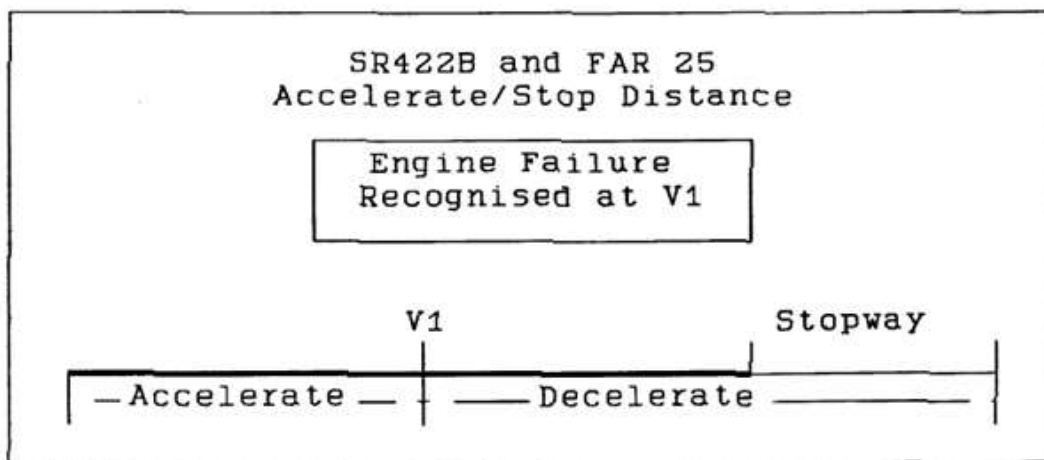 SR422B and FAR 25
Accelerate/Stop Distance
Engine Failure
Recognised at V1
V1 Stopway
Accelerate Decelerate